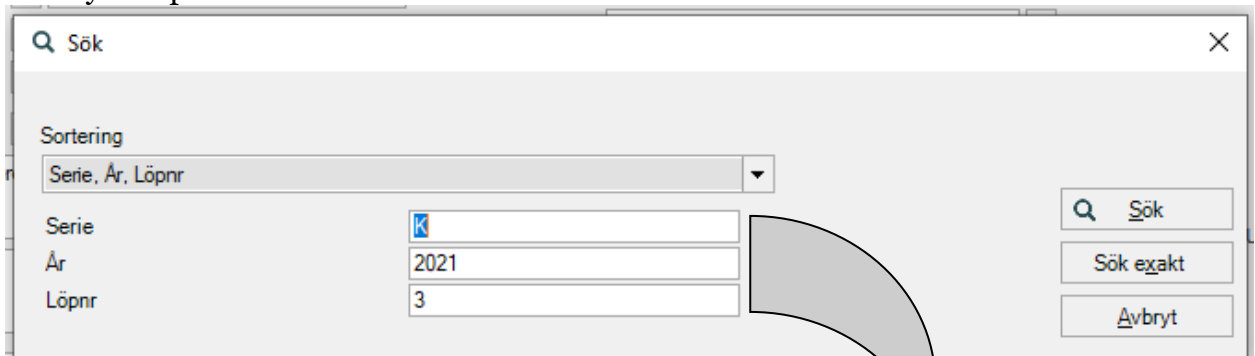 Sök
Sortering
Serie, År, Löpnr
Sök
Serie K
År 2021
Sök exakt
Löpnr 3
Avbryt